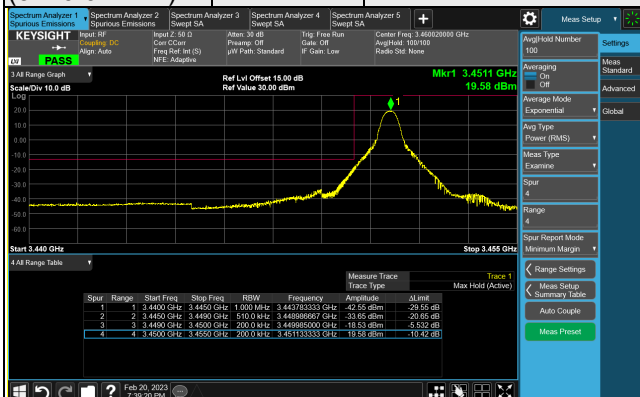 Spectrum Analyzer 1
Spurious Emissions
Spectrum Analyzer 2
Spurious Emissions
Spectrum Analyzer 3
Swept SA
Spectrum Analyzer 4
Swept SA
Spectrum Analyzer 5
Swept SA
+
Meas Setup
KEYSIGHT
Input: RF
Coupling: DC
Align: Auto
Input Z: 50 Ω
Corr CCorr
Freq Ref: Int (S)
NFE: Adaptive
Atten: 30 dB
Preamp: Off
µW Path: Standard
Trig: Free Run
Gate: Off
IF Gain: Low
Center Freq: 3.460020000 GHz
Avg|Hold: 100/100
Radio Std: None
LXI
PASS
3 All Range Graph
Scale/Div 10.0 dB
Ref Lvl Offset 15.00 dB
Ref Value 30.00 dBm
Mkr1 3.4511 GHz
19.58 dBm
Log
20.0
10.0
0.00
-10.0
-20.0
-30.0
-40.0
-50.0
-60.0
1
Start 3.440 GHz
Stop 3.455 GHz
4 All Range Table
Measure Trace Trace 1
Trace Type Max Hold (Active)
Spur Range Start Freq Stop Freq RBW Frequency Amplitude ΔLimit
1 1 3.4400 GHz 3.4450 GHz 1.000 MHz 3.443783333 GHz -42.55 dBm -29.55 dB
2 2 3.4450 GHz 3.4490 GHz 510.0 kHz 3.448986667 GHz -33.65 dBm -20.65 dB
3 3 3.4490 GHz 3.4500 GHz 200.0 kHz 3.449985000 GHz -18.53 dBm -5.532 dB
4 4 3.4500 GHz 3.4550 GHz 200.0 kHz 3.451133333 GHz 19.58 dBm -10.42 dB
Feb 20, 2023
7:39:20 PM
Avg|Hold Number
100
Averaging
On
Off
Average Mode
Exponential
Avg Type
Power (RMS)
Meas Type
Examine
Spur
4
Range
4
Spur Report Mode
Minimum Margin
Range Settings
Meas Setup
Summary Table
Auto Couple
Meas Preset
Settings
Meas
Standard
Advanced
Global